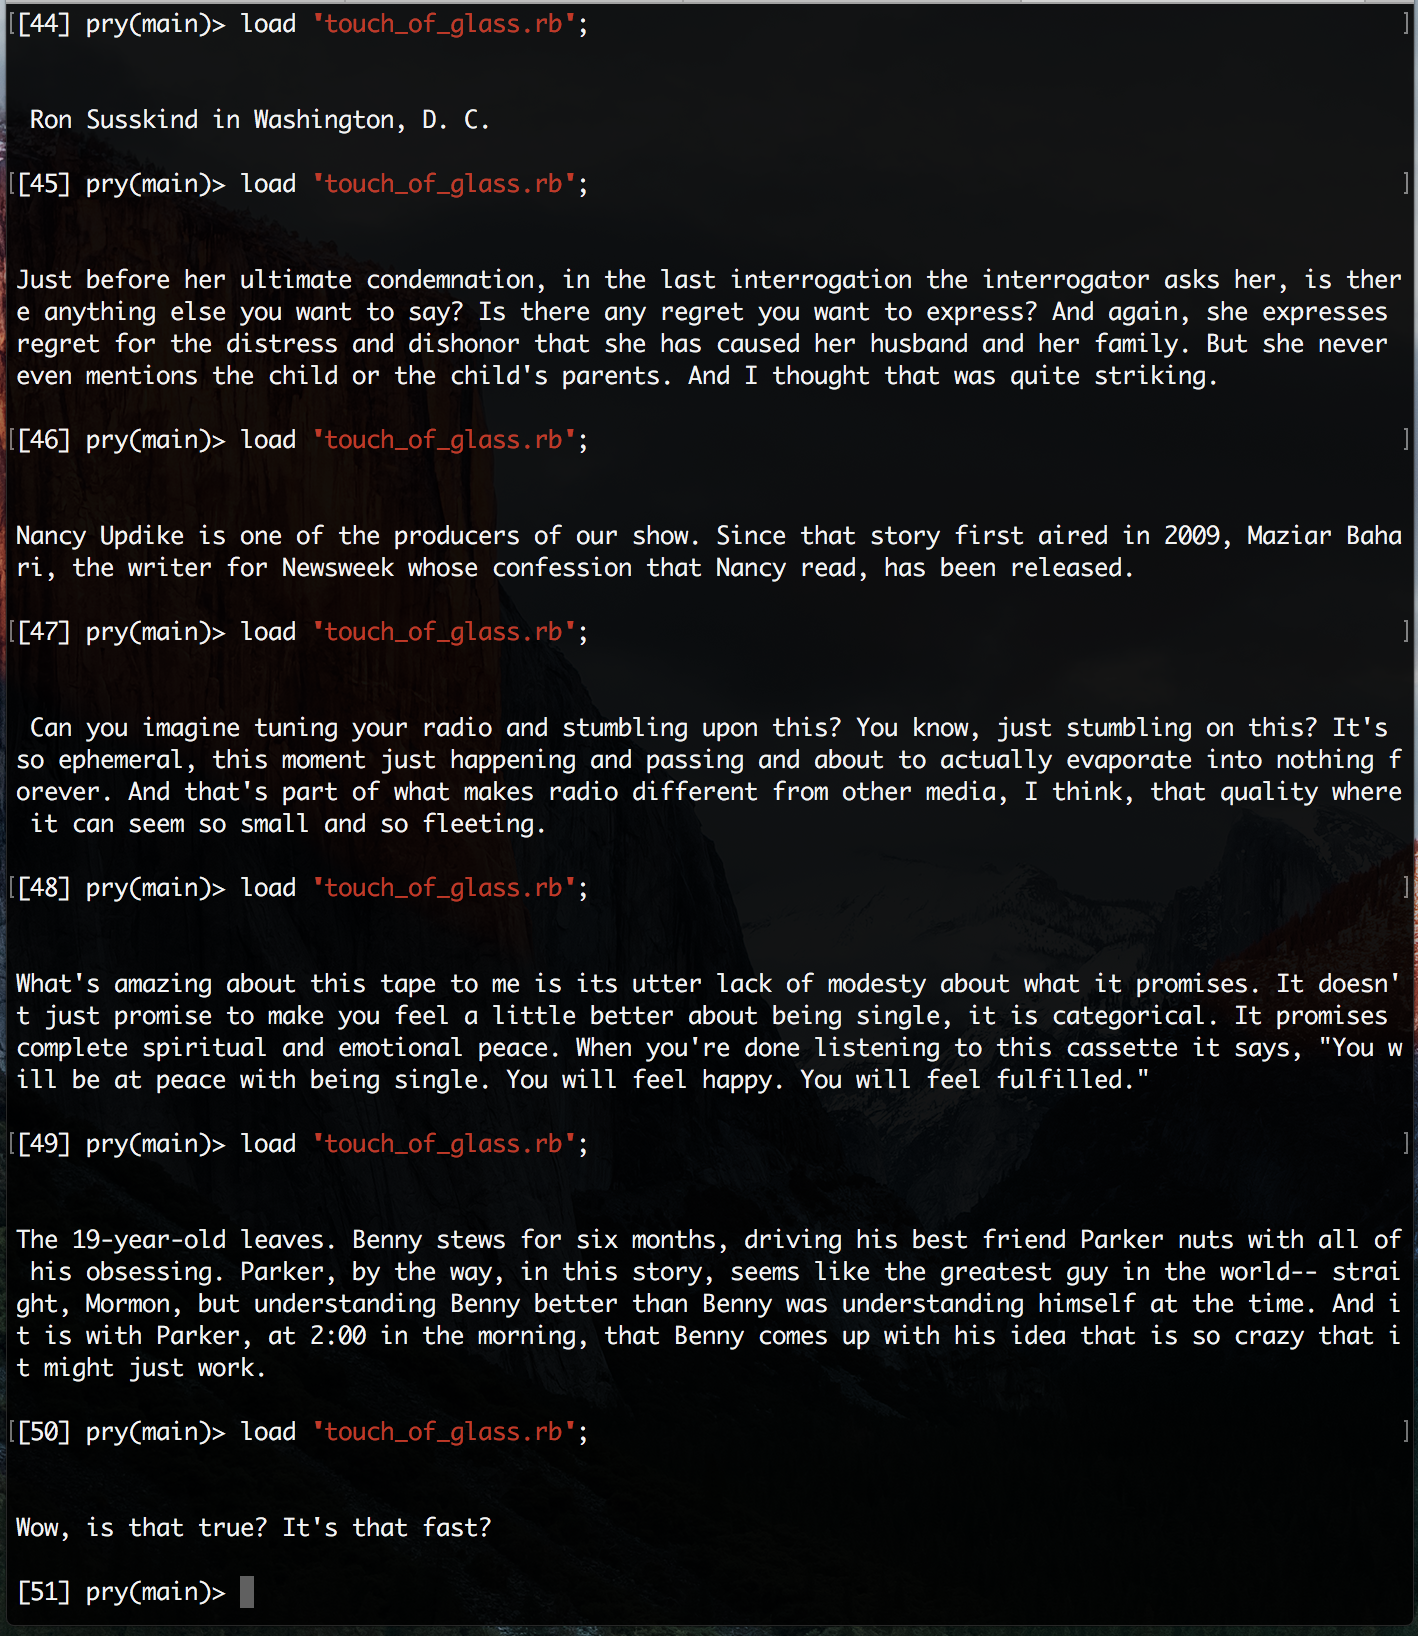 [[44] pry(main)> load 'touch_of_glass.rb'; ]
Ron Susskind in Washington, D. C.
[[45] pry(main)> load 'touch_of_glass.rb'; ]
Just before her ultimate condemnation, in the last interrogation the interrogator asks her, is ther
e anything else you want to say? Is there any regret you want to express? And again, she expresses
regret for the distress and dishonor that she has caused her husband and her family. But she never
even mentions the child or the child's parents. And I thought that was quite striking.
[[46] pry(main)> load 'touch_of_glass.rb'; ]
Nancy Updike is one of the producers of our show. Since that story first aired in 2009, Maziar Baha
ri, the writer for Newsweek whose confession that Nancy read, has been released.
[[47] pry(main)> load 'touch_of_glass.rb'; ]
Can you imagine tuning your radio and stumbling upon this? You know, just stumbling on this? It's
so ephemeral, this moment just happening and passing and about to actually evaporate into nothing f
orever. And that's part of what makes radio different from other media, I think, that quality where
it can seem so small and so fleeting.
[[48] pry(main)> load 'touch_of_glass.rb'; ]
What's amazing about this tape to me is its utter lack of modesty about what it promises. It doesn'
t just promise to make you feel a little better about being single, it is categorical. It promises
complete spiritual and emotional peace. When you're done listening to this cassette it says, "You w
ill be at peace with being single. You will feel happy. You will feel fulfilled."
[[49] pry(main)> load 'touch_of_glass.rb'; ]
The 19-year-old leaves. Benny stews for six months, driving his best friend Parker nuts with all of
his obsessing. Parker, by the way, in this story, seems like the greatest guy in the world-- strai
ght, Mormon, but understanding Benny better than Benny was understanding himself at the time. And i
t is with Parker, at 2:00 in the morning, that Benny comes up with his idea that is so crazy that i
t might just work.
[[50] pry(main)> load 'touch_of_glass.rb'; ]
Wow, is that true? It's that fast?
[51] pry(main)>